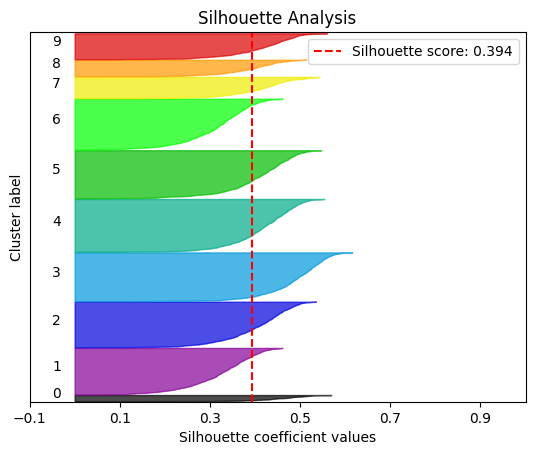 Silhouette Analysis
Silhouette score: 0.394
9
8
7
6
5
4
3
2
1
0
Cluster label
−0.1 0.1 0.3 0.5 0.7 0.9
Silhouette coefficient values